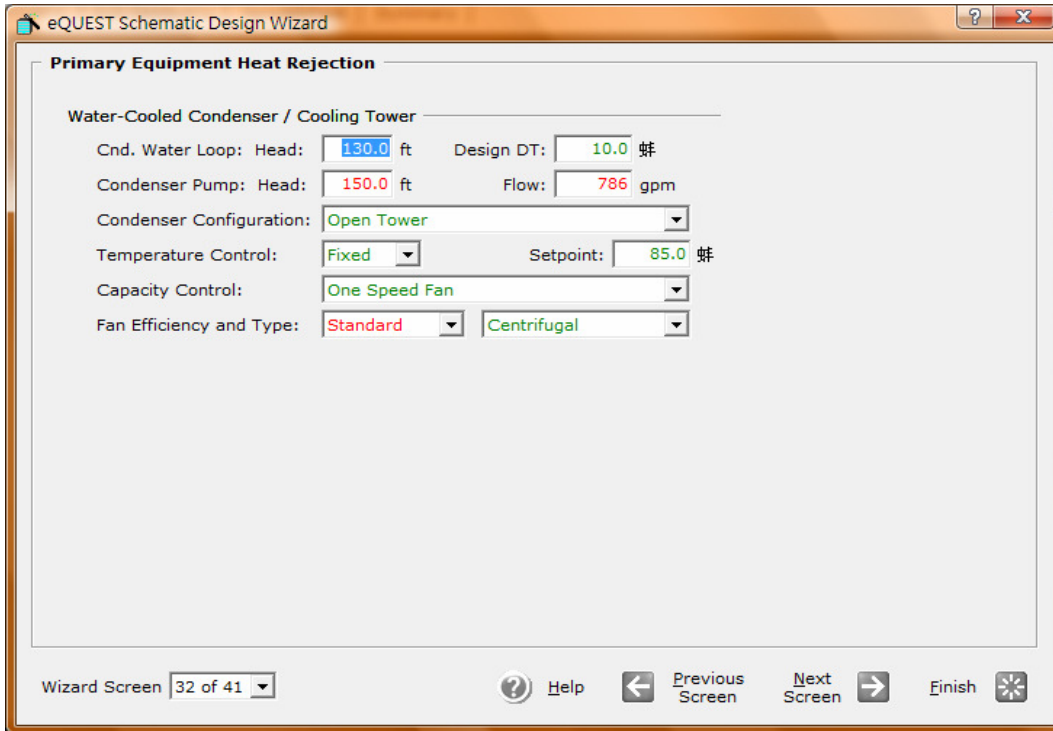 eQUEST Schematic Design Wizard
Primary Equipment Heat Rejection
Water-Cooled Condenser / Cooling Tower
Cnd. Water Loop: Head: 130.0 ft Design DT: 10.0 蚌
Condenser Pump: Head: 150.0 ft Flow: 786 gpm
Condenser Configuration: Open Tower
Temperature Control: Fixed Setpoint: 85.0 蚌
Capacity Control: One Speed Fan
Fan Efficiency and Type: Standard Centrifugal
Wizard Screen 32 of 41 Help Previous Screen Next Screen Finish